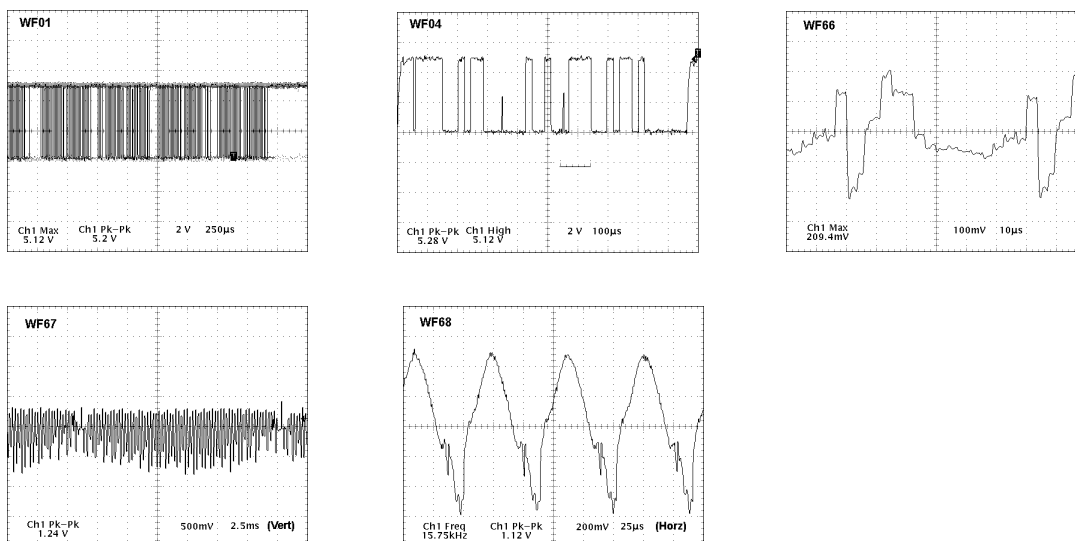 WF01
Ch1 Max
5.12 V
Ch1 Pk-Pk
5.2 V
2 V 250µs
WF04
Ch1 Pk-Pk
5.28 V
Ch1 High
5.12 V
2 V 100µs
WF66
Ch1 Max
209.4mV
100mV 10µs
WF67
Ch1 Pk-Pk
1.24 V
500mV 2.5ms (Vert)
WF68
Ch1 Freq
15.75kHz
Ch1 Pk-Pk
1.12 V
200mV 25µs (Horz)